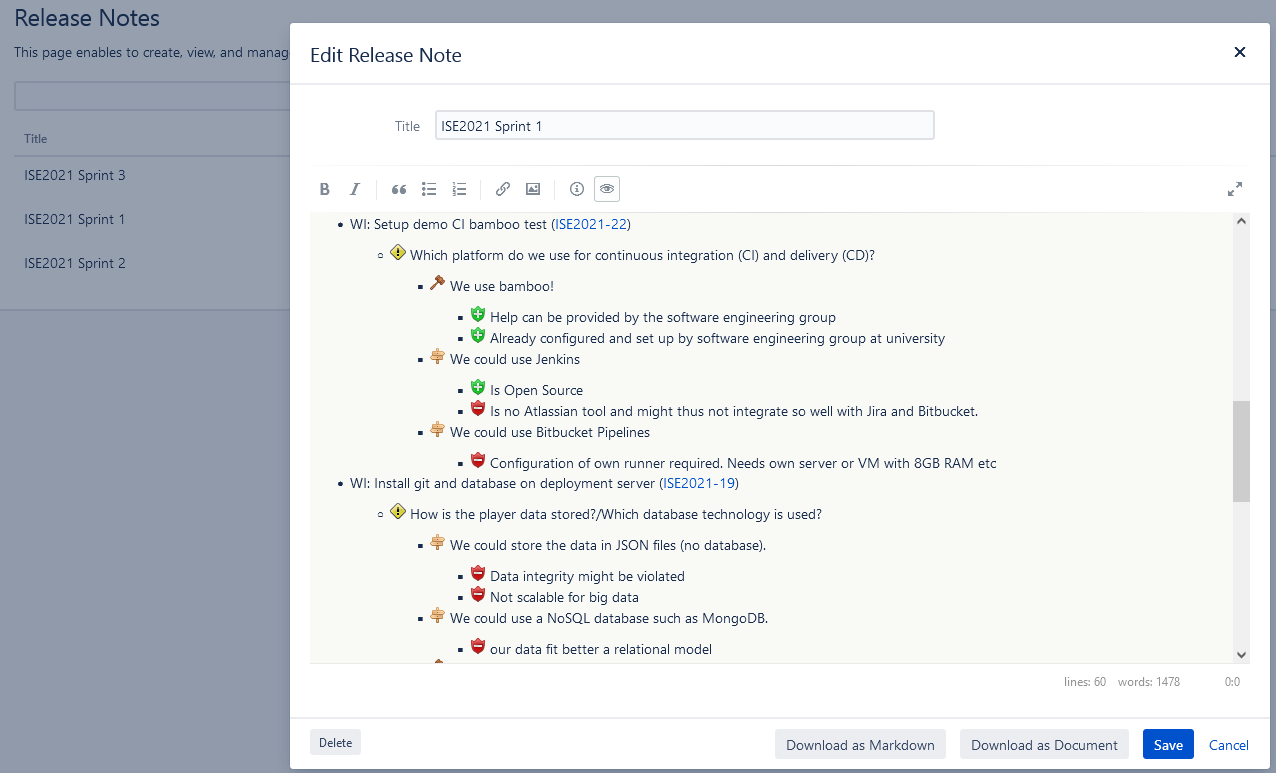 Release Notes
This page enables to create, view, and manag
Title
ISE2021 Sprint 3
ISE2021 Sprint 1
ISE2021 Sprint 2
Edit Release Note
Title
ISE2021 Sprint 1
B I
WI: Setup demo CI bamboo test (ISE2021-22)
Which platform do we use for continuous integration (CI) and delivery (CD)?
We use bamboo!
Help can be provided by the software engineering group
Already configured and set up by software engineering group at university
We could use Jenkins
Is Open Source
Is no Atlassian tool and might thus not integrate so well with Jira and Bitbucket.
We could use Bitbucket Pipelines
Configuration of own runner required. Needs own server or VM with 8GB RAM etc
WI: Install git and database on deployment server (ISE2021-19)
How is the player data stored?/Which database technology is used?
We could store the data in JSON files (no database).
Data integrity might be violated
Not scalable for big data
We could use a NoSQL database such as MongoDB.
our data fit better a relational model
lines: 60 words: 1478 0:0
Delete Download as Markdown Download as Document Save Cancel